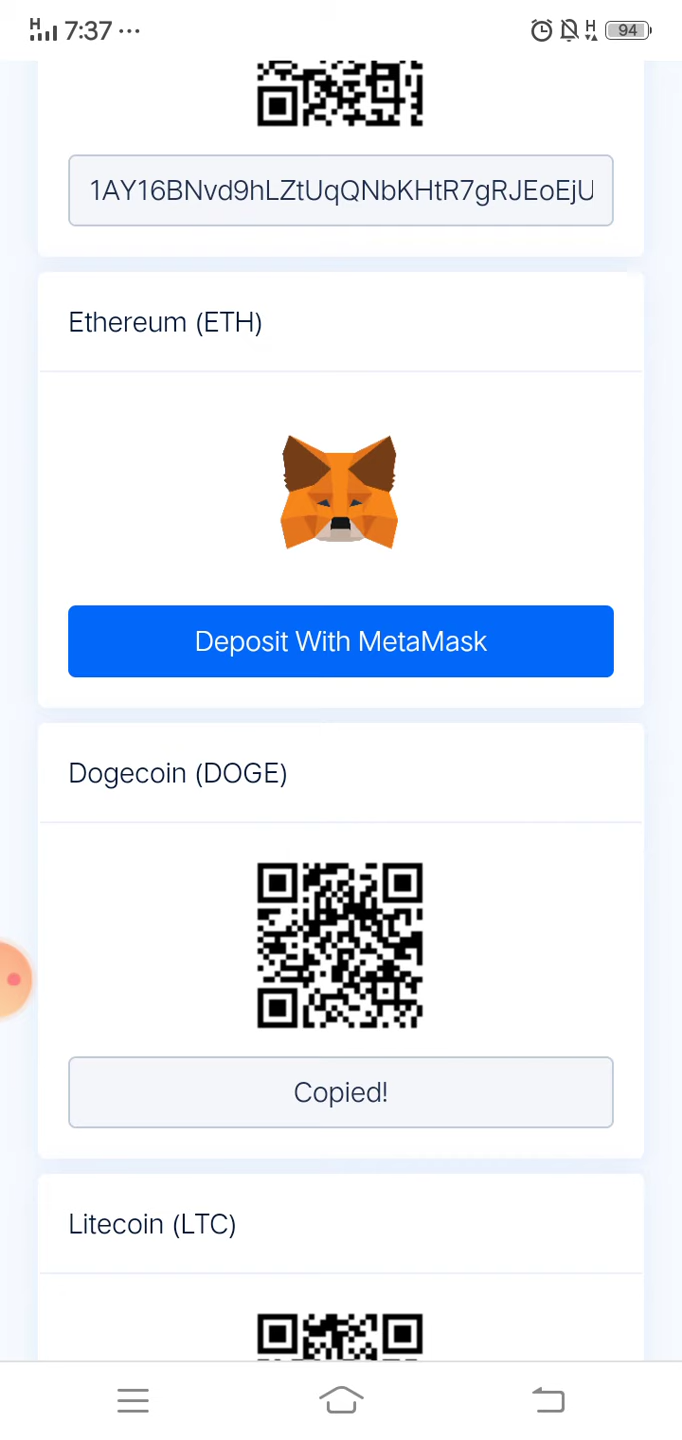 H 7:37 ... H 94
1AY16BNvd9hLZtUqQNbKHtR7gRJEoEjU
Ethereum (ETH)
Deposit With MetaMask
Dogecoin (DOGE)
Copied!
Litecoin (LTC)